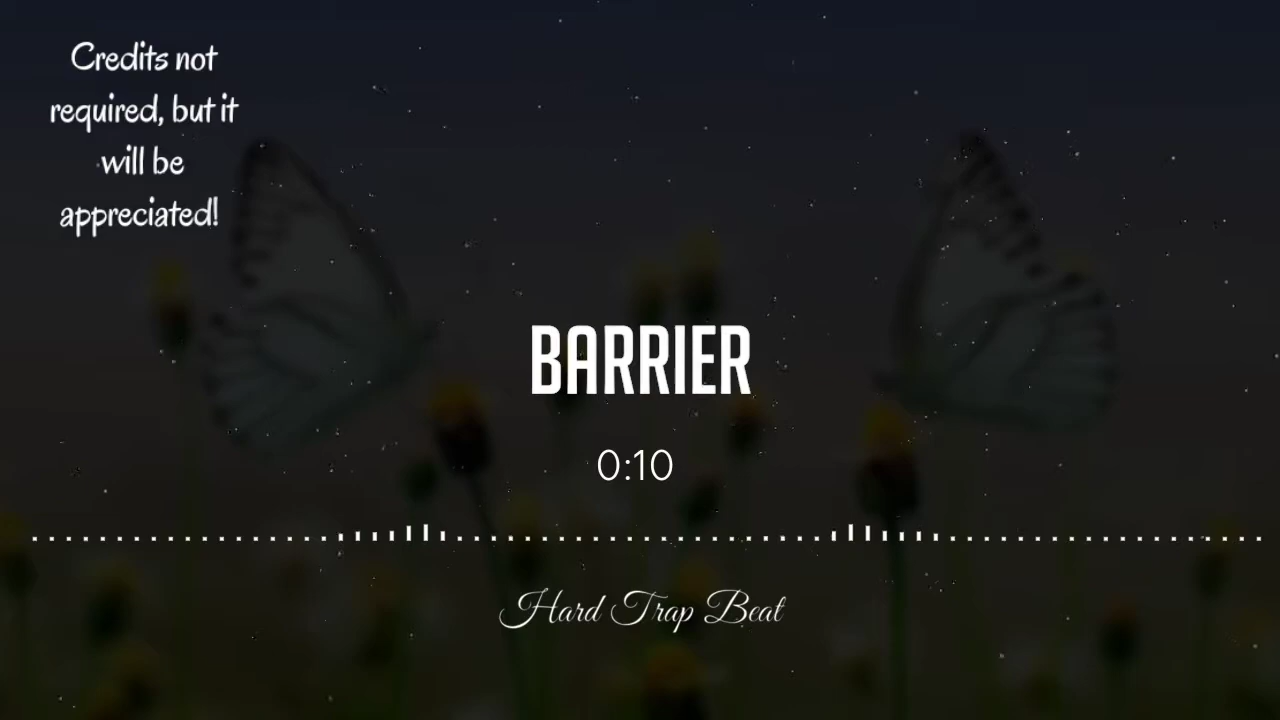 Credits not
required, but it
will be
appreciated!
BARRIER
0:10
Hard Trap Beat